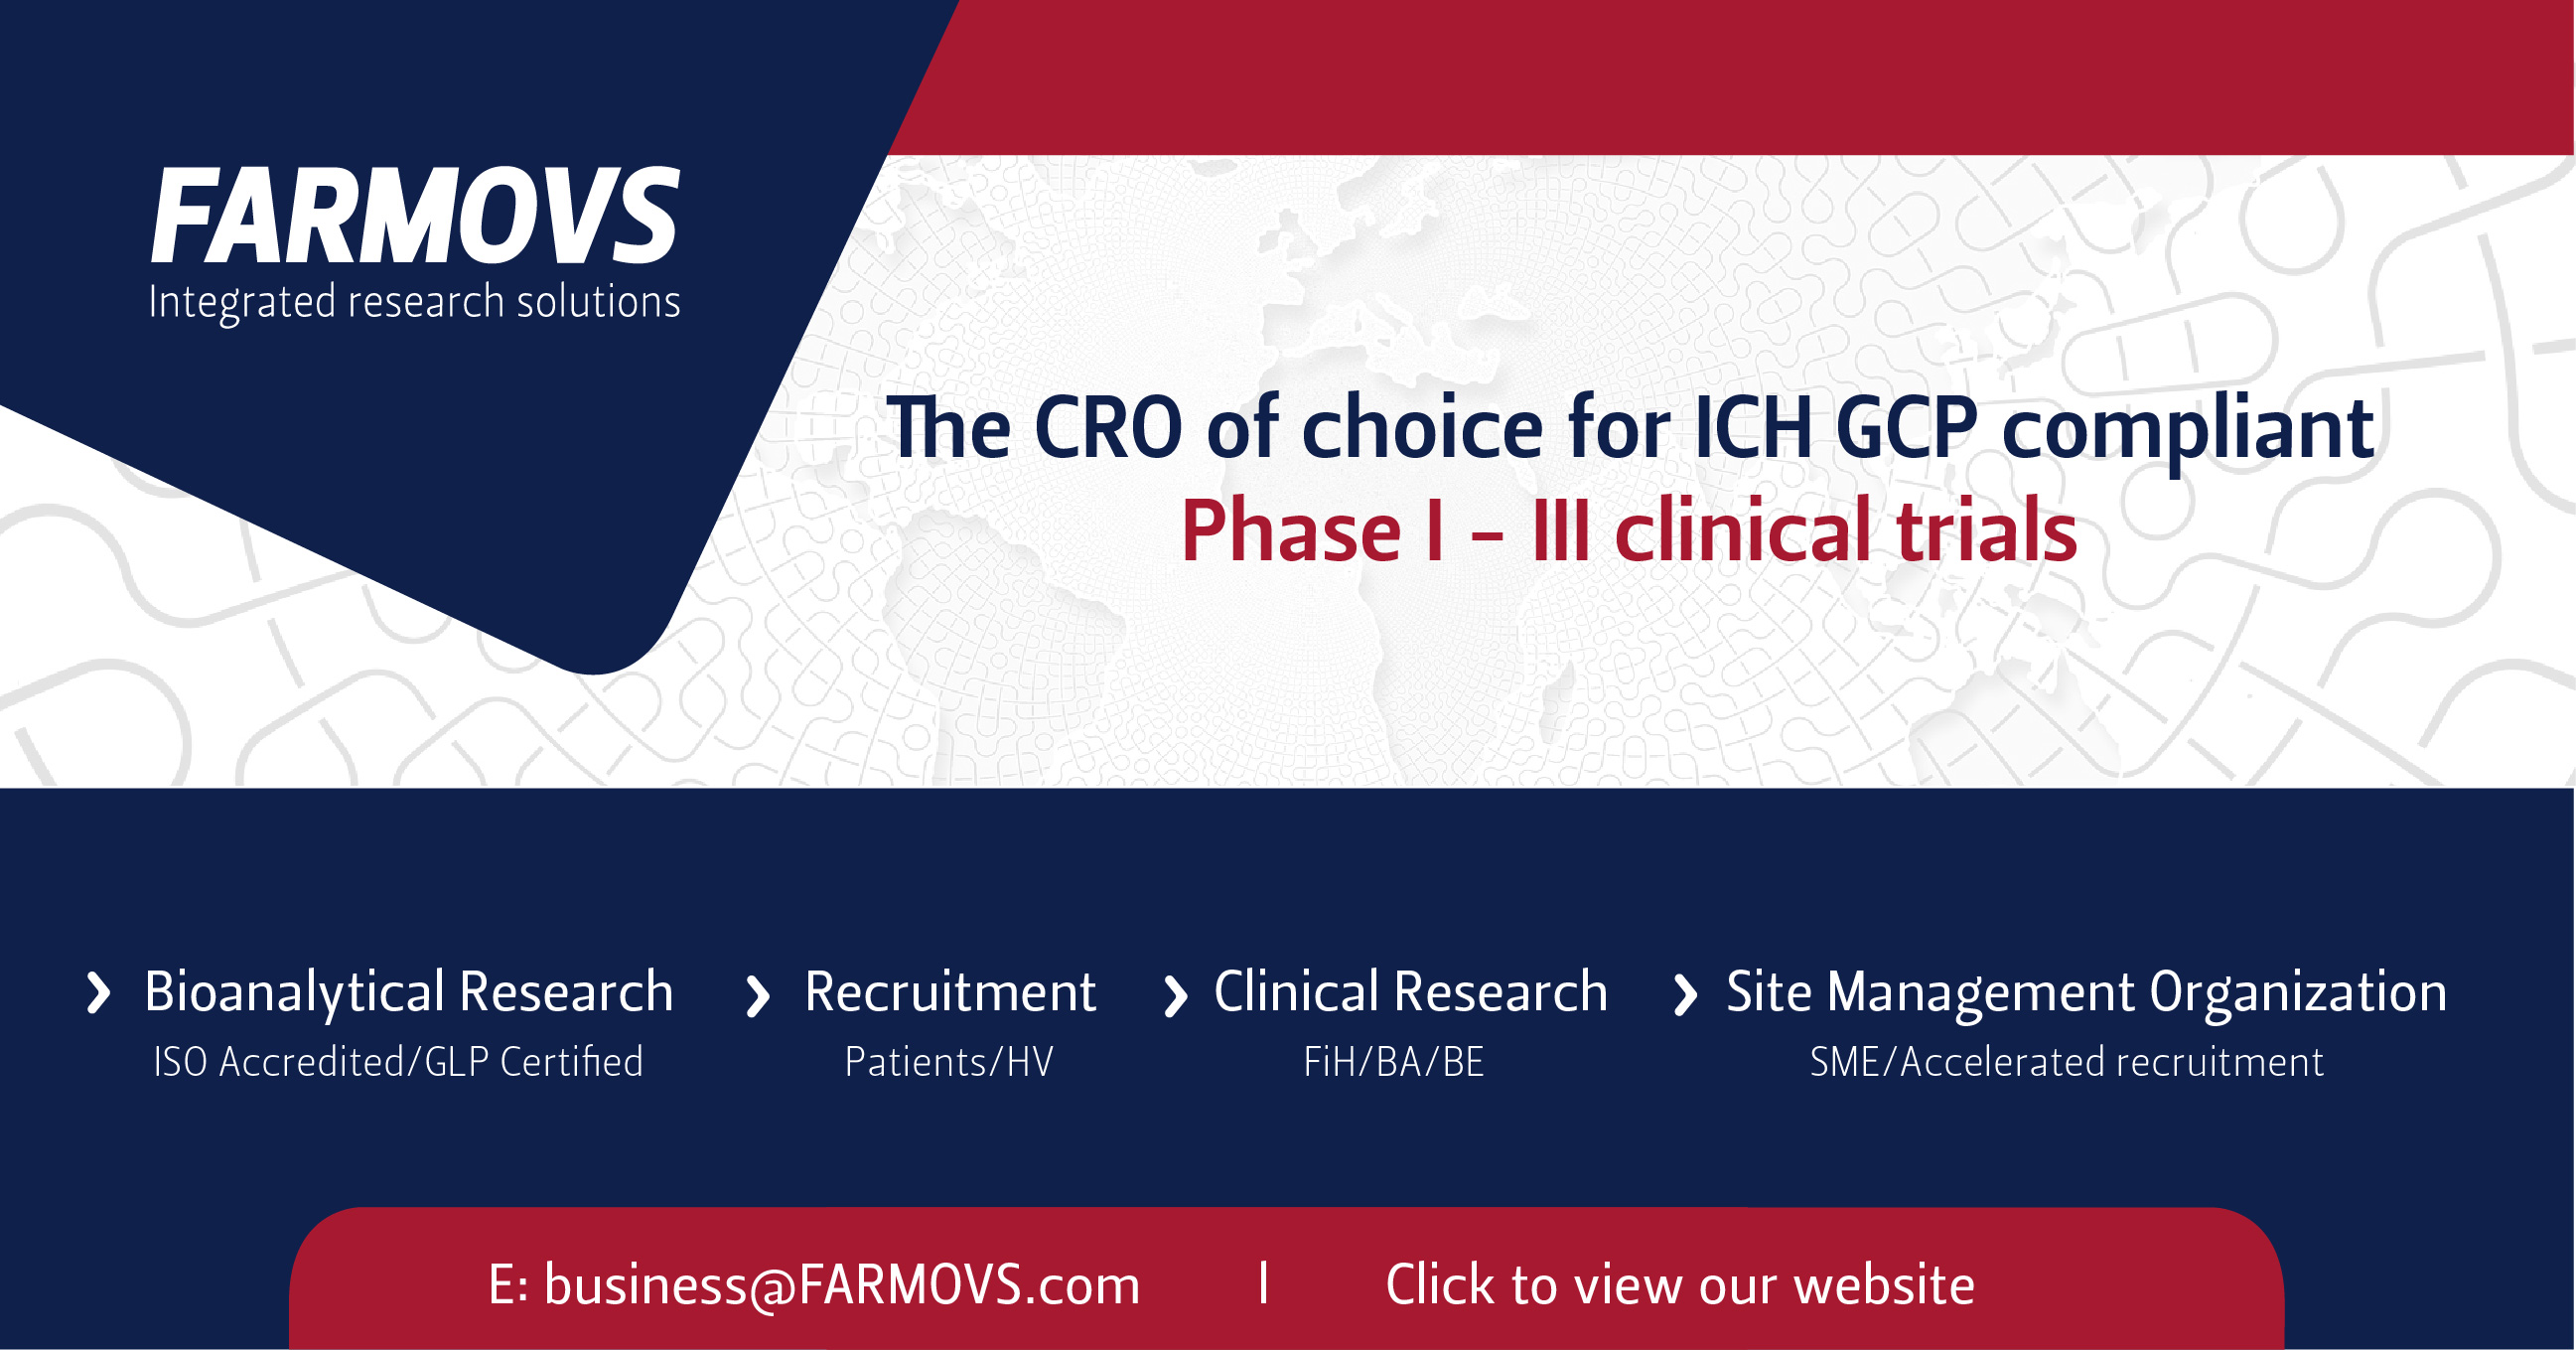 FARMOVS
Integrated research solutions
The CRO of choice for ICH GCP compliant
Phase I – III clinical trials
› Bioanalytical Research
ISO Accredited/GLP Certified
› Recruitment
Patients/HV
› Clinical Research
FiH/BA/BE
› Site Management Organization
SME/Accelerated recruitment
E: business@FARMOVS.com | Click to view our website